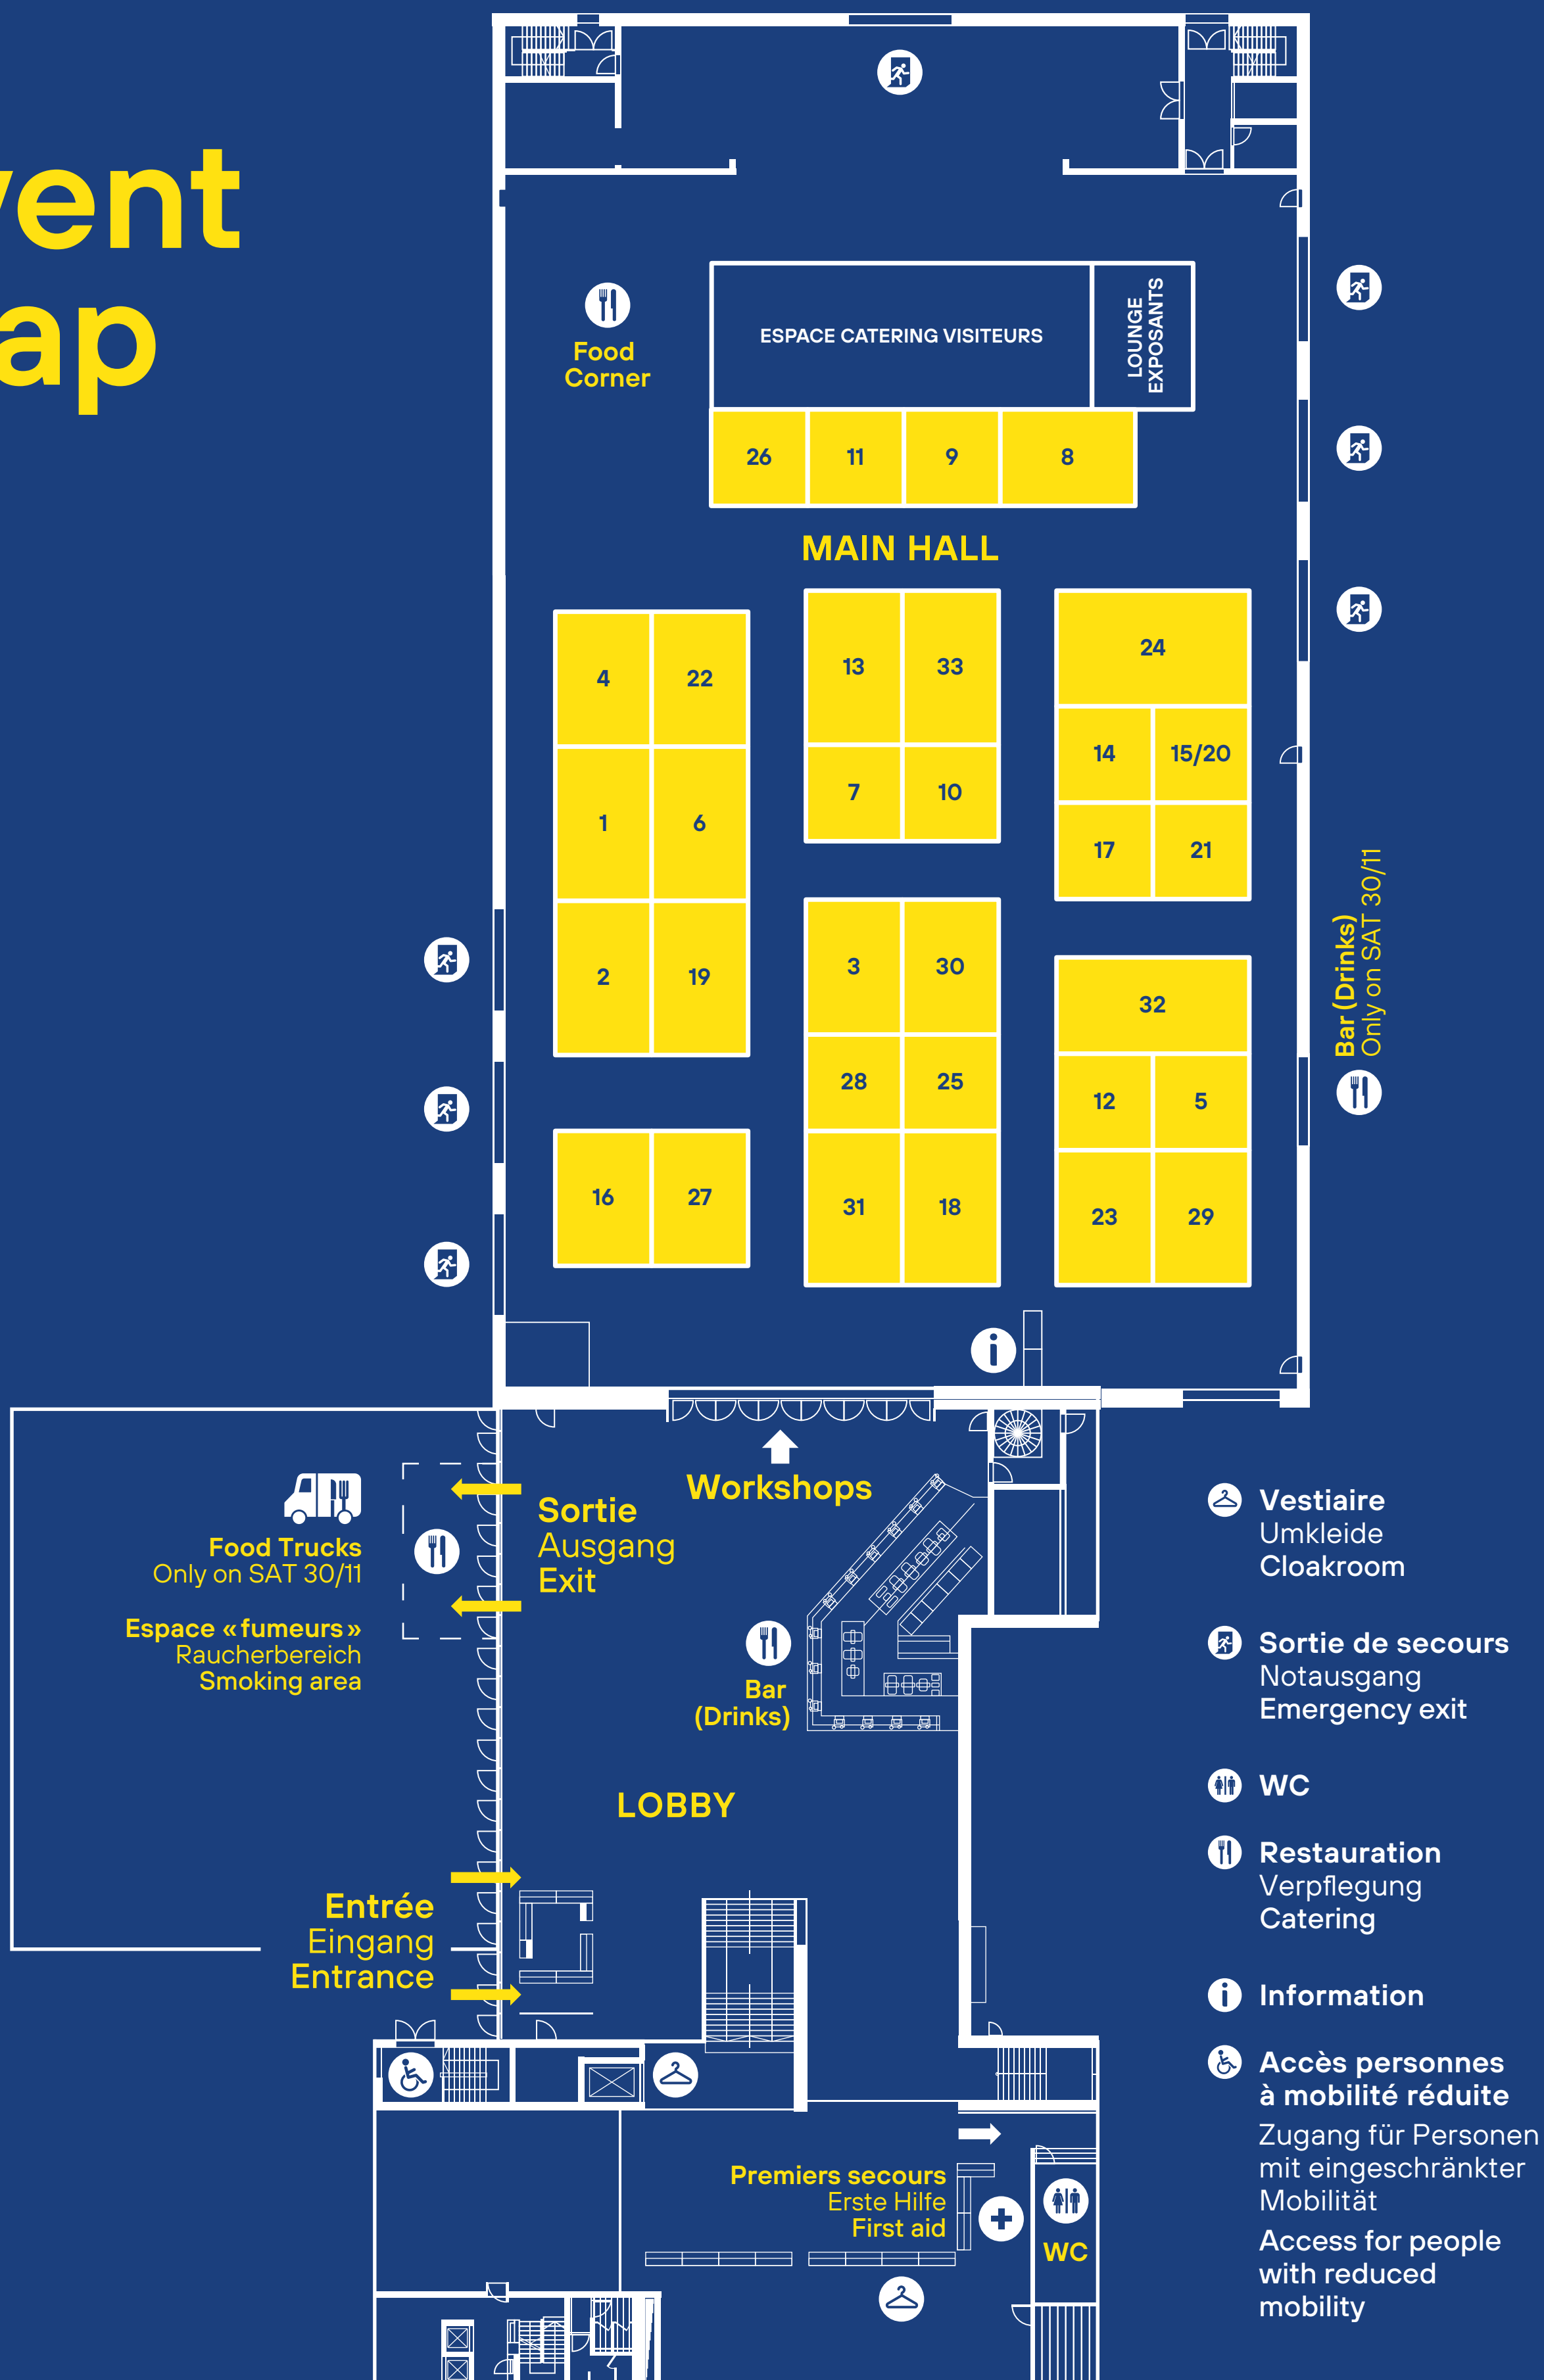 vent
ap
Food
Corner
ESPACE CATERING VISITEURS
LOUNGE
EXPOSANTS
26
11
9
8
MAIN HALL
4
22
13
33
24
14
15/20
1
6
7
10
17
21
2
19
3
30
32
Bar (Drinks)
Only on SAT 30/11
28
25
12
5
16
27
31
18
23
29
Workshops
Sortie
Ausgang
Exit
Food Trucks
Only on SAT 30/11
Espace «fumeurs»
Raucherbereich
Smoking area
Bar
(Drinks)
LOBBY
Entrée
Eingang
Entrance
Premiers secours
Erste Hilfe
First aid
WC
Vestiaire
Umkleide
Cloakroom
Sortie de secours
Notausgang
Emergency exit
WC
Restauration
Verpflegung
Catering
Information
Accès personnes
à mobilité réduite
Zugang für Personen
mit eingeschränkter
Mobilität
Access for people
with reduced
mobility